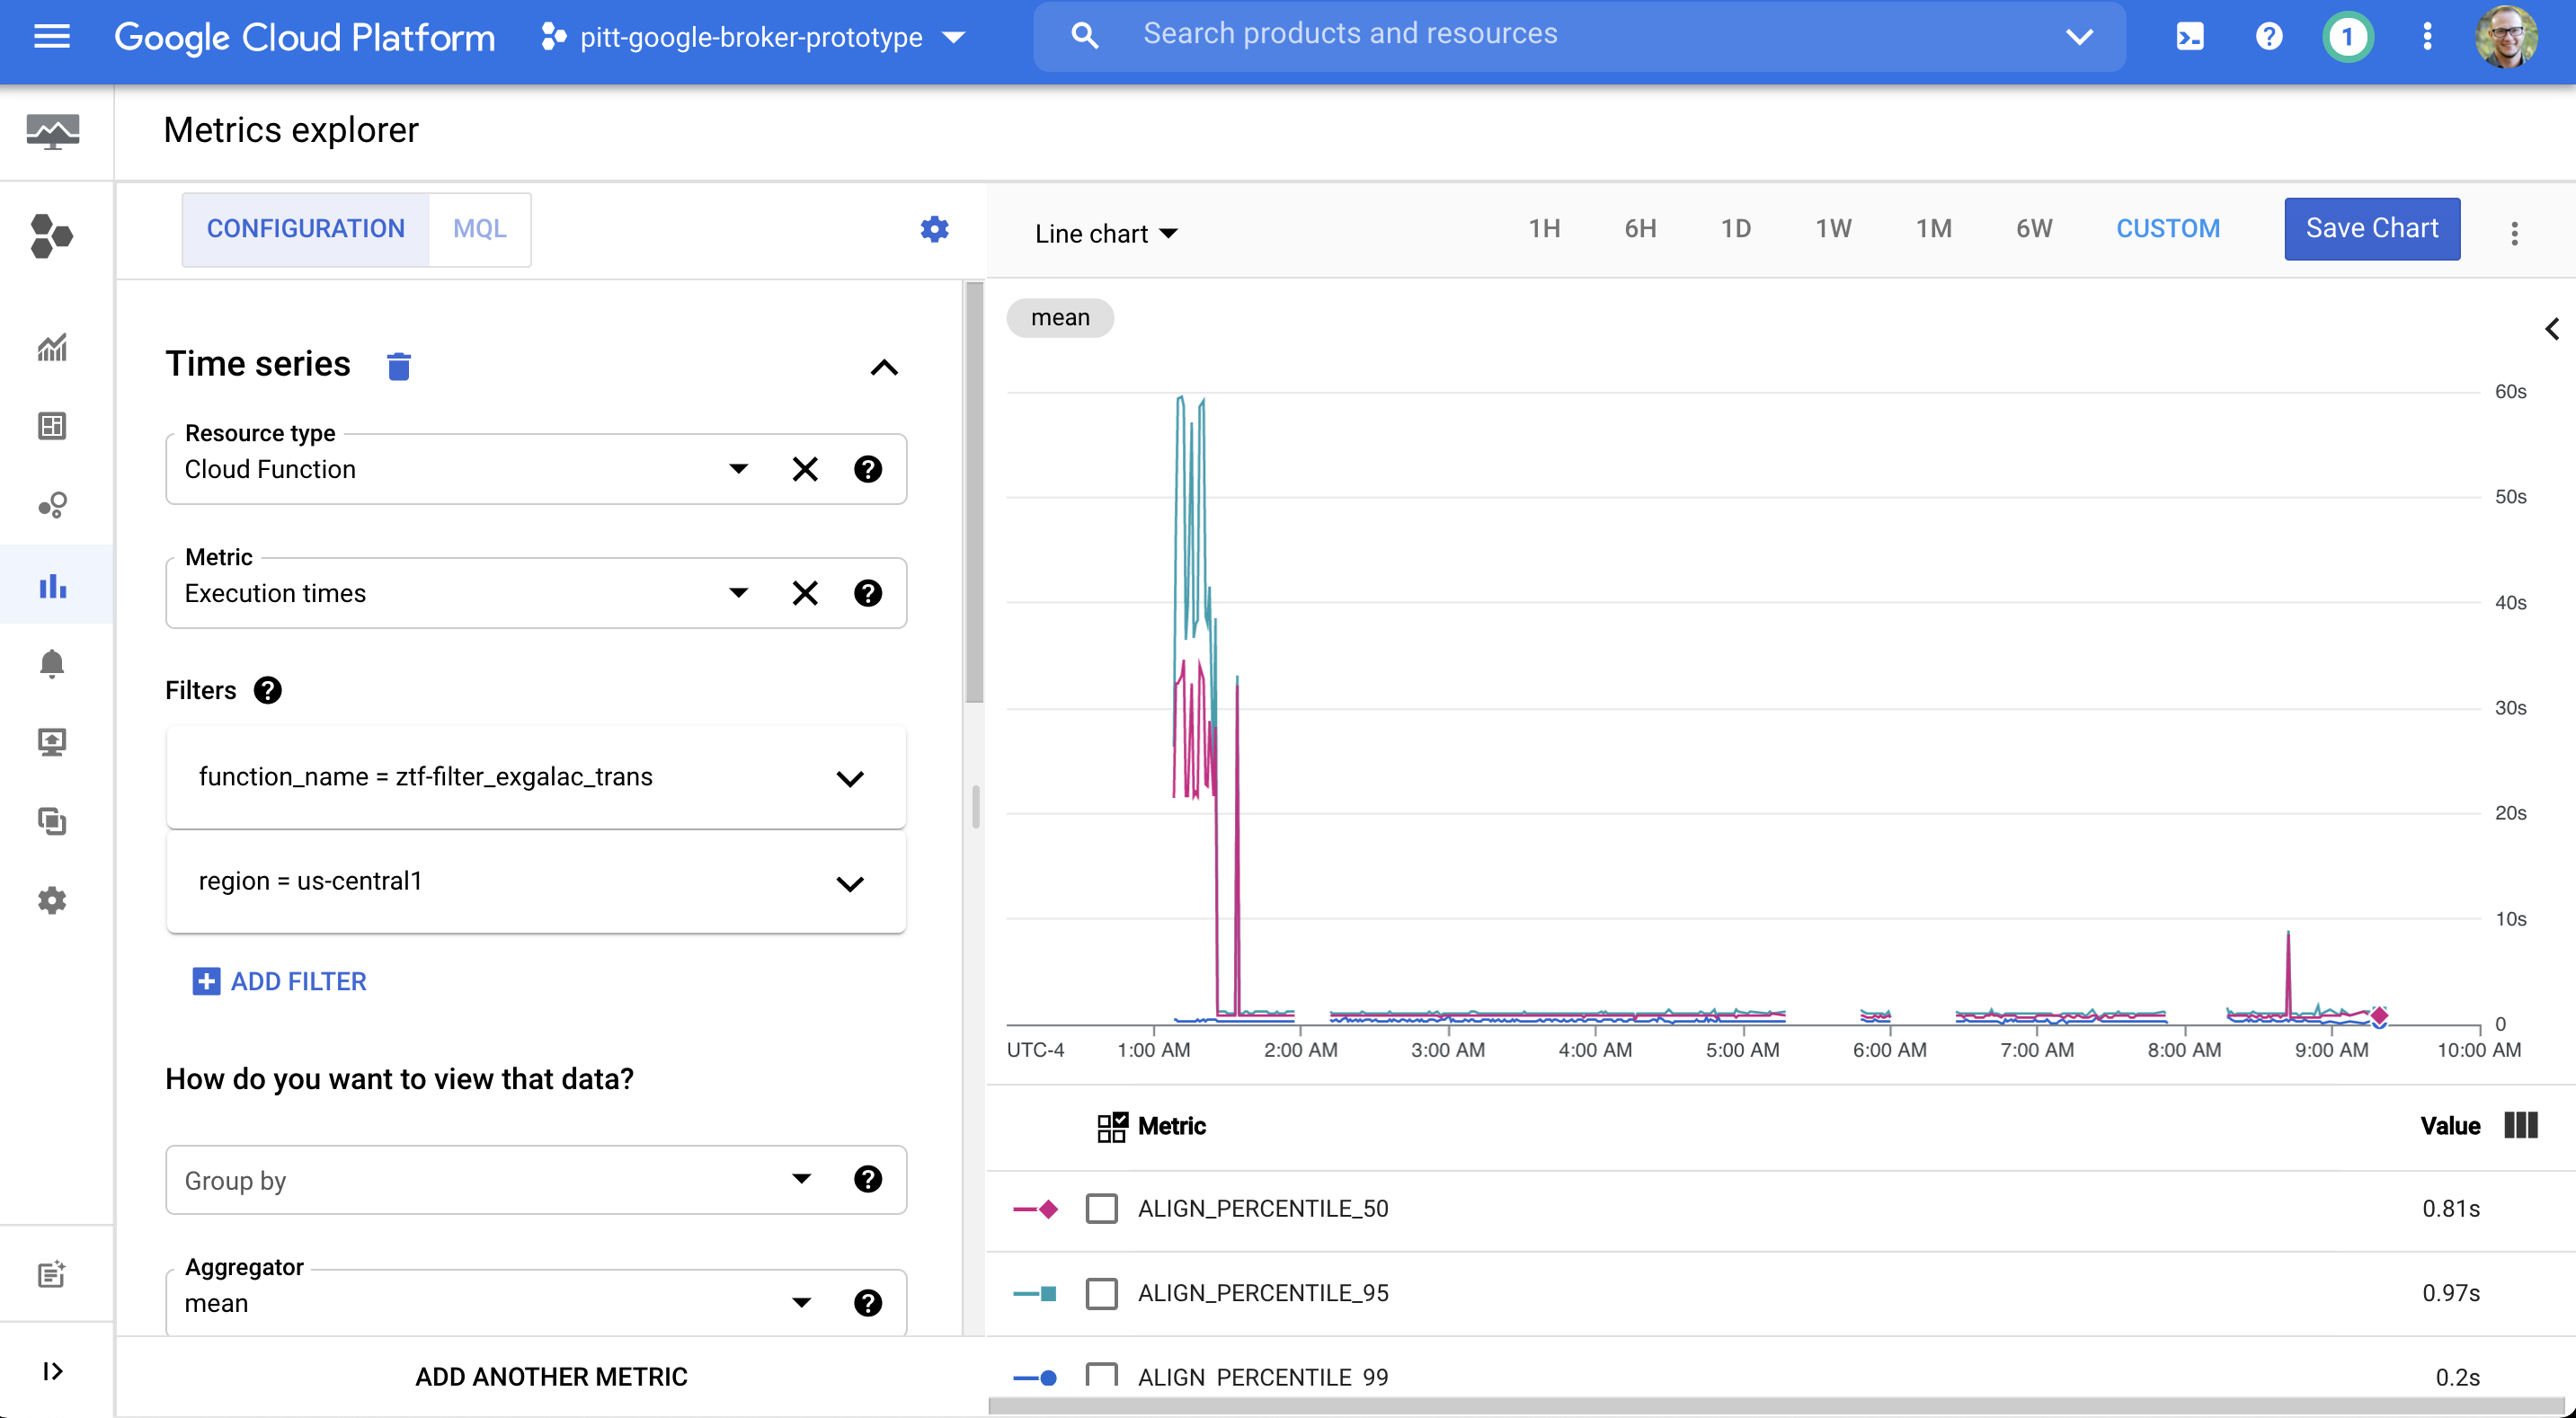 Google Cloud Platform
pitt-google-broker-prototype
Search products and resources
1
Metrics explorer
CONFIGURATION
MQL
Line chart
1H
6H
1D
1W
1M
6W
CUSTOM
Save Chart
Time series
Resource type
Cloud Function
Metric
Execution times
Filters
function_name = ztf-filter_exgalac_trans
region = us-central1
ADD FILTER
How do you want to view that data?
Group by
Aggregator
mean
ADD ANOTHER METRIC
mean
60s
50s
40s
30s
20s
10s
0
UTC-4
1:00 AM
2:00 AM
3:00 AM
4:00 AM
5:00 AM
6:00 AM
7:00 AM
8:00 AM
9:00 AM
10:00 AM
Metric
Value
ALIGN_PERCENTILE_50
0.81s
ALIGN_PERCENTILE_95
0.97s
ALIGN_PERCENTILE_99
0.2s